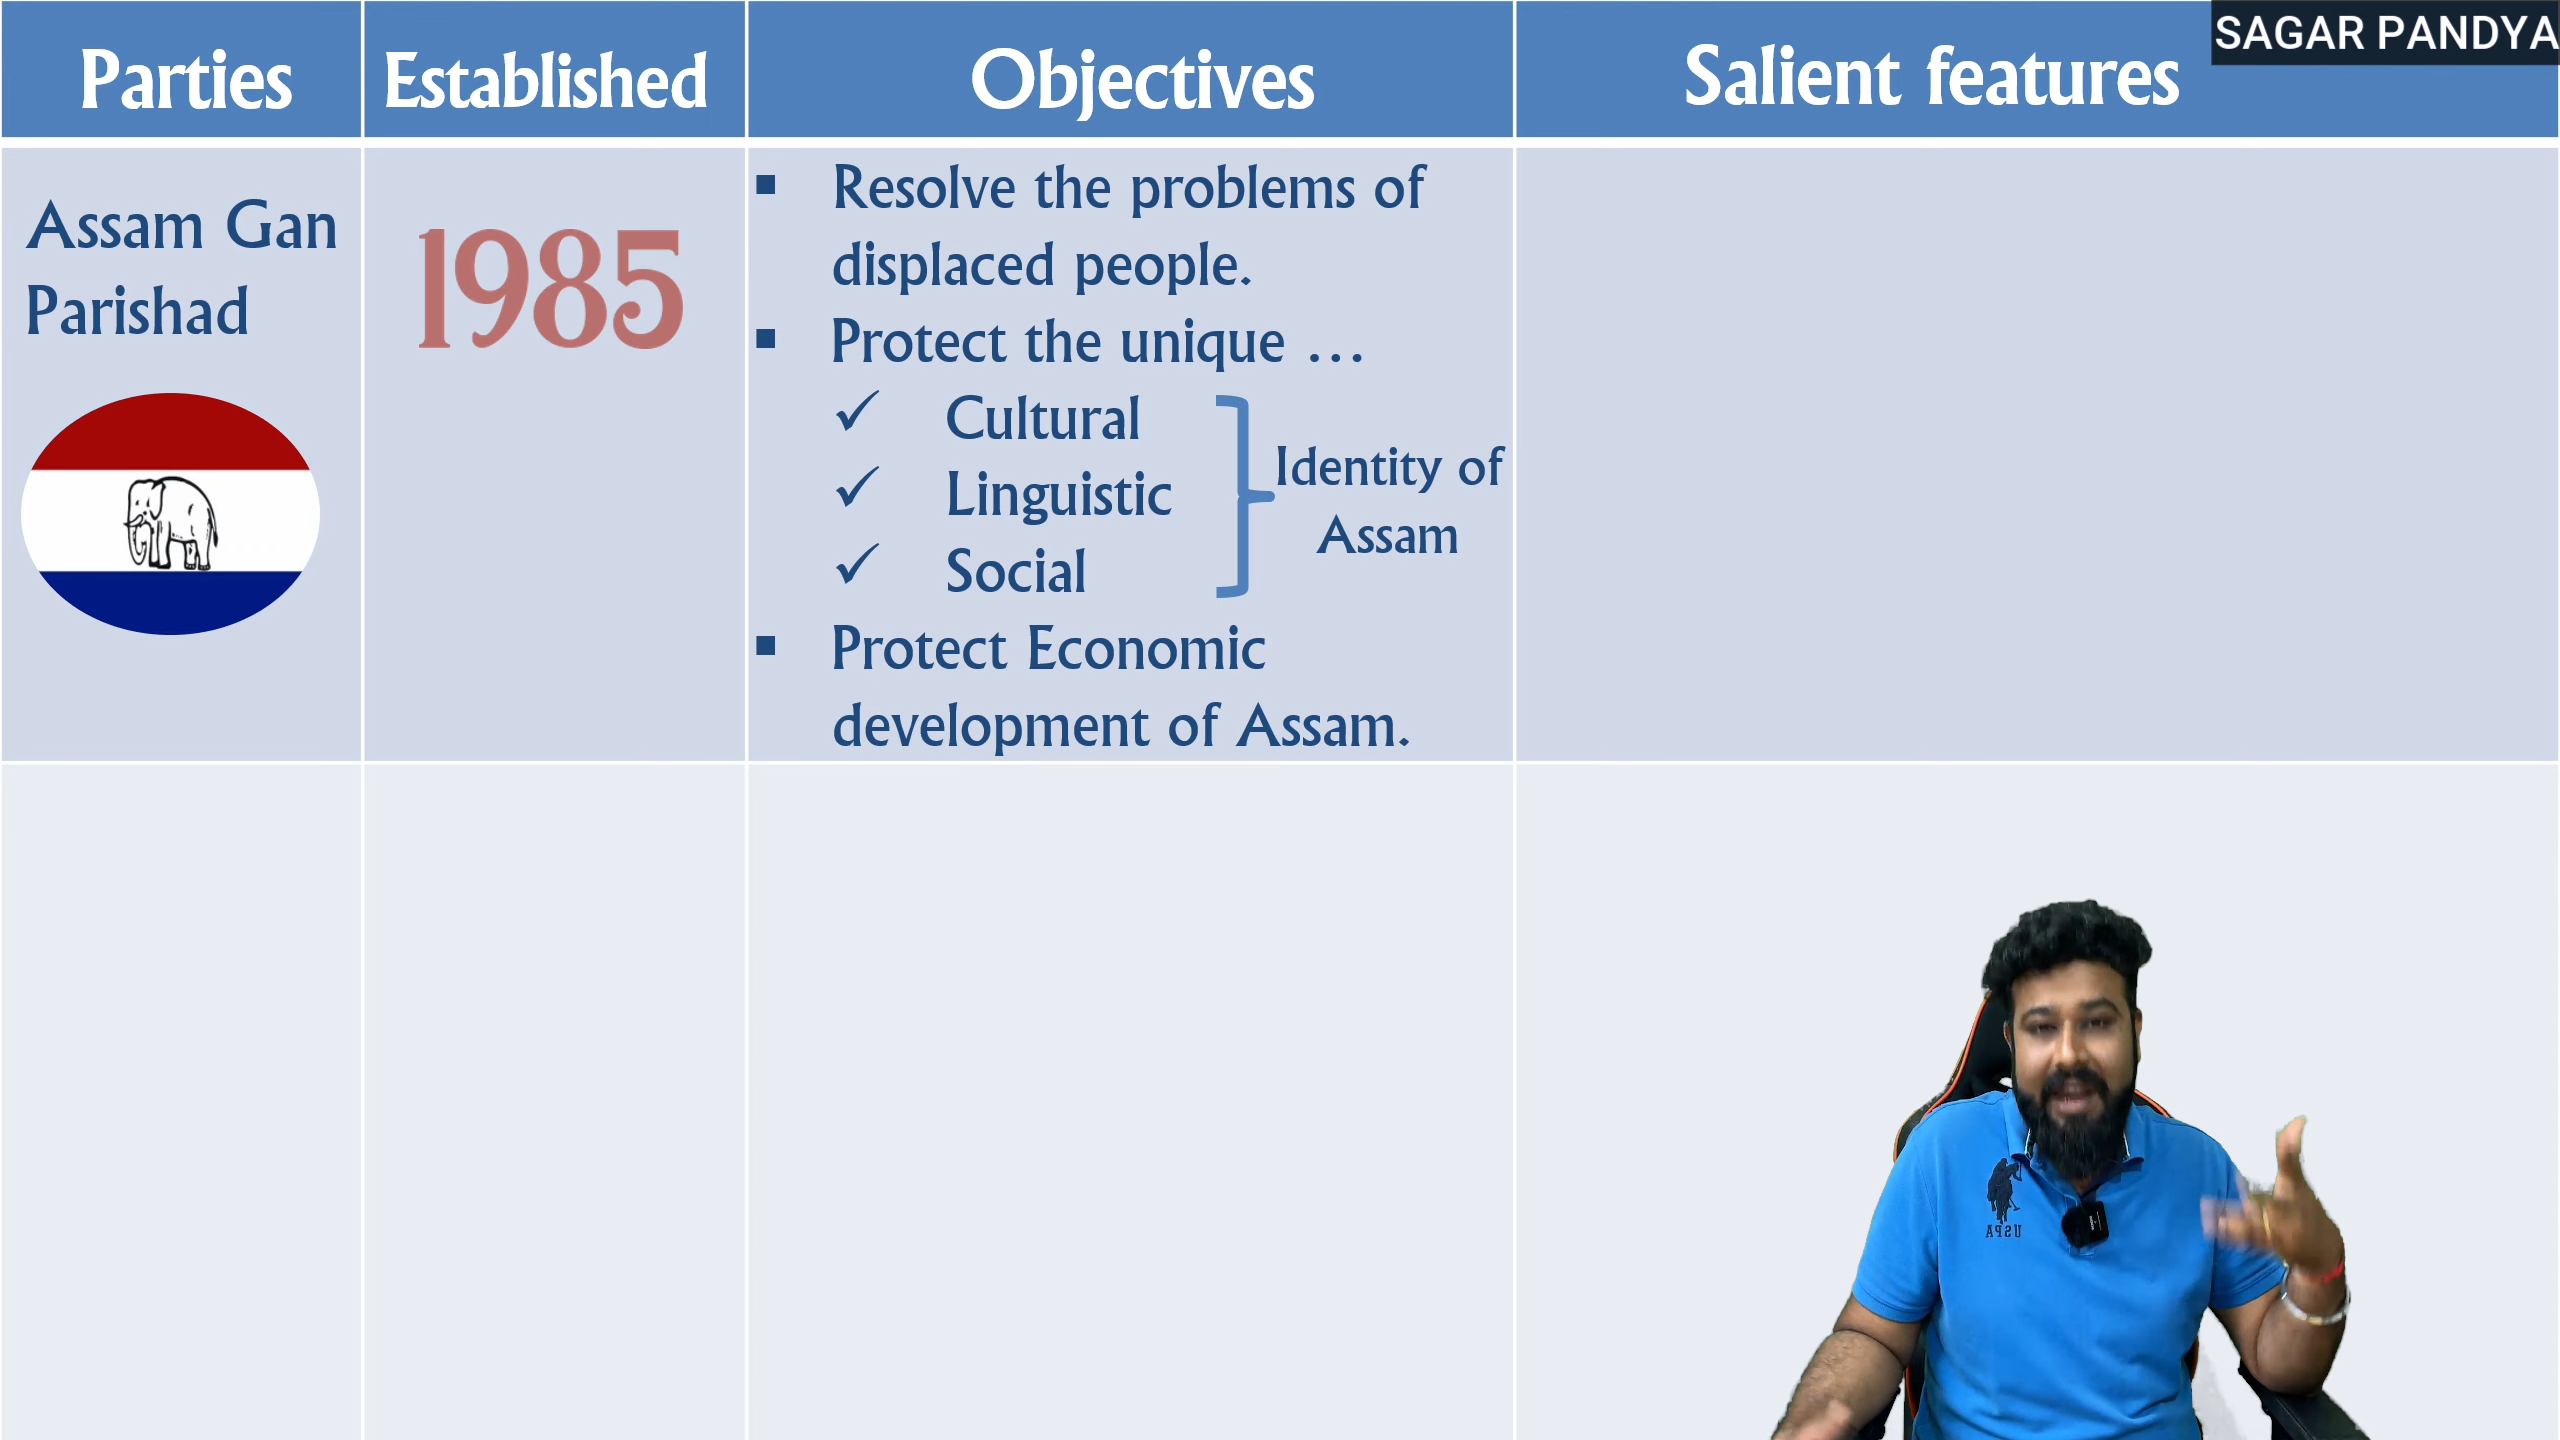 SAGAR PANDYA
Parties
Established
Objectives
Salient features
Assam Gan
Parishad
1985
▪ Resolve the problems of
displaced people.
▪ Protect the unique …
✓ Cultural
✓ Linguistic
✓ Social
Identity of
Assam
▪ Protect Economic
development of Assam.
USPA